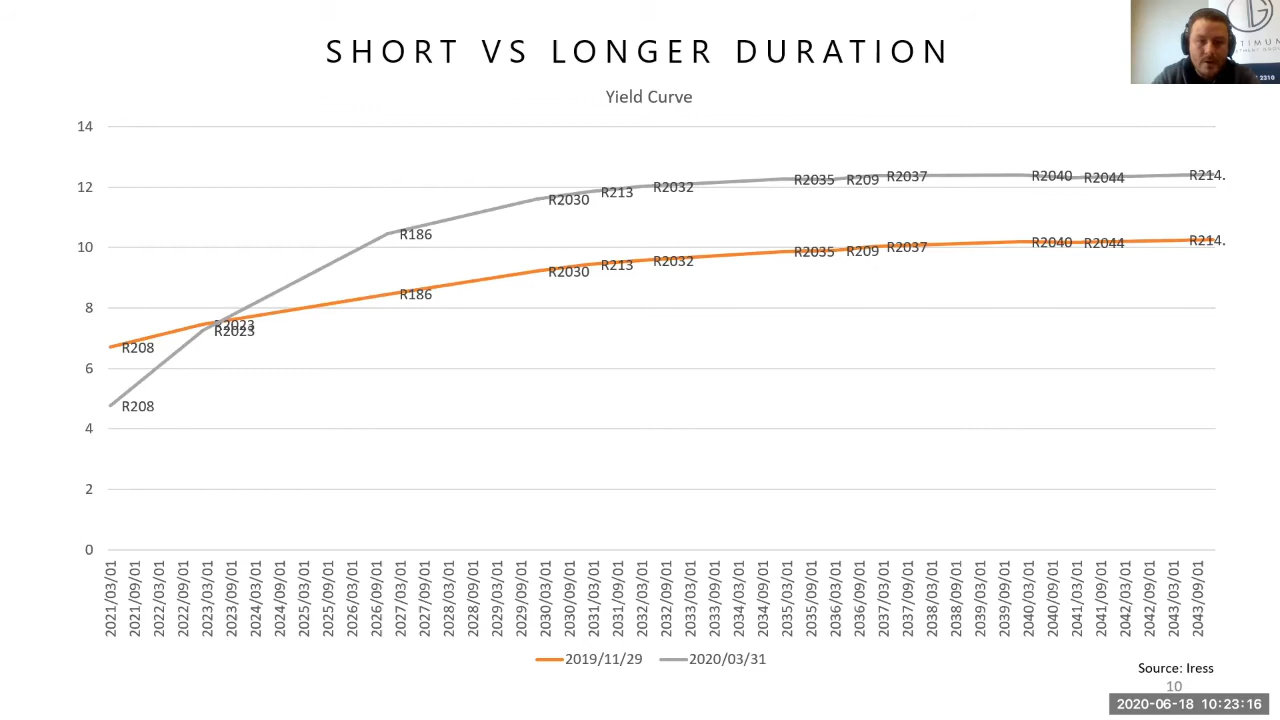 SHORT VS LONGER DURATION
Yield Curve
14
12
10
8
6
4
2
0
R208
R2023
R186
R2030
R213
R2032
R2035
R209
R2037
R2040
R2044
R214.
R208
R2023
R186
R2030
R213
R2032
R2035
R209
R2037
R2040
R2044
R214.
2021/03/01
2021/09/01
2022/03/01
2022/09/01
2023/03/01
2023/09/01
2024/03/01
2024/09/01
2025/03/01
2025/09/01
2026/03/01
2026/09/01
2027/03/01
2027/09/01
2028/03/01
2028/09/01
2029/03/01
2029/09/01
2030/03/01
2030/09/01
2031/03/01
2031/09/01
2032/03/01
2032/09/01
2033/03/01
2033/09/01
2034/03/01
2034/09/01
2035/03/01
2035/09/01
2036/03/01
2036/09/01
2037/03/01
2037/09/01
2038/03/01
2038/09/01
2039/03/01
2039/09/01
2040/03/01
2040/09/01
2041/03/01
2041/09/01
2042/03/01
2042/09/01
2043/03/01
2043/09/01
2019/11/29
2020/03/31
Source: Iress
10
2020-06-18 10:23:16
TIMUM
2310